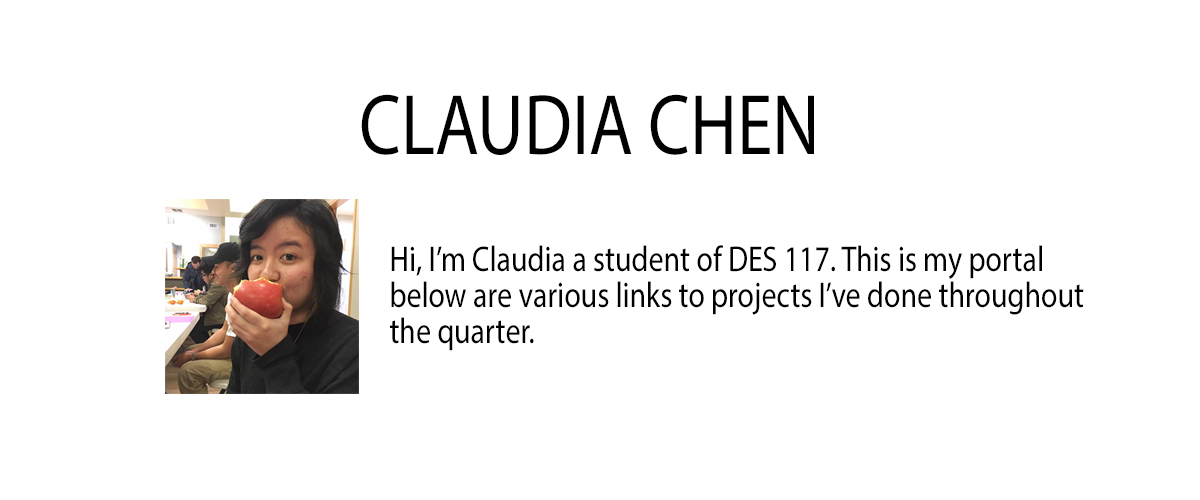 CLAUDIA CHEN
Hi, I’m Claudia a student of DES 117. This is my portal
below are various links to projects I’ve done throughout
the quarter.